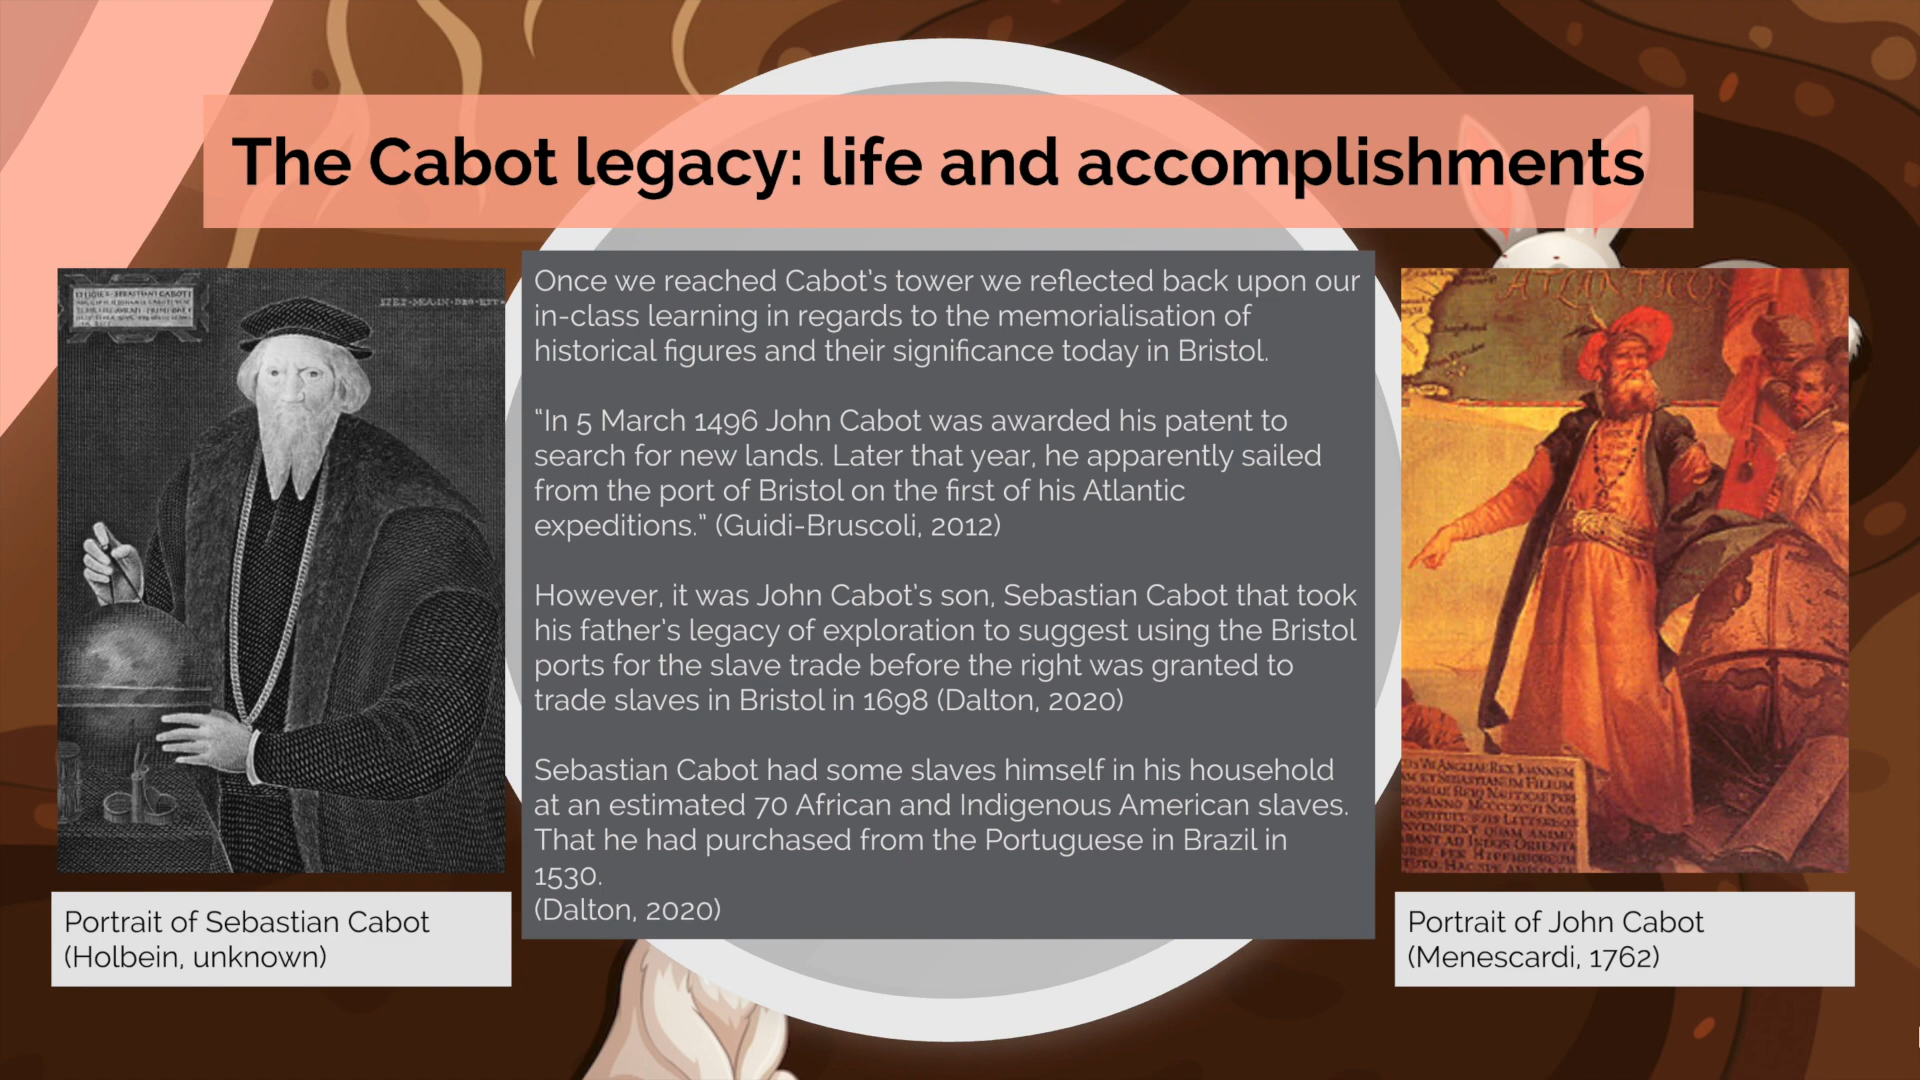 The Cabot legacy: life and accomplishments
Once we reached Cabot's tower we reflected back upon our
in-class learning in regards to the memorialisation of
historical figures and their significance today in Bristol.
“In 5 March 1496 John Cabot was awarded his patent to
search for new lands. Later that year, he apparently sailed
from the port of Bristol on the first of his Atlantic
expeditions.” (Guidi-Bruscoli, 2012)
However, it was John Cabot's son, Sebastian Cabot that took
his father's legacy of exploration to suggest using the Bristol
ports for the slave trade before the right was granted to
trade slaves in Bristol in 1698 (Dalton, 2020)
Sebastian Cabot had some slaves himself in his household
at an estimated 70 African and Indigenous American slaves.
That he had purchased from the Portuguese in Brazil in
1530.
(Dalton, 2020)
Portrait of Sebastian Cabot
(Holbein, unknown)
ATLANTICUS
Portrait of John Cabot
(Menescardi, 1762)